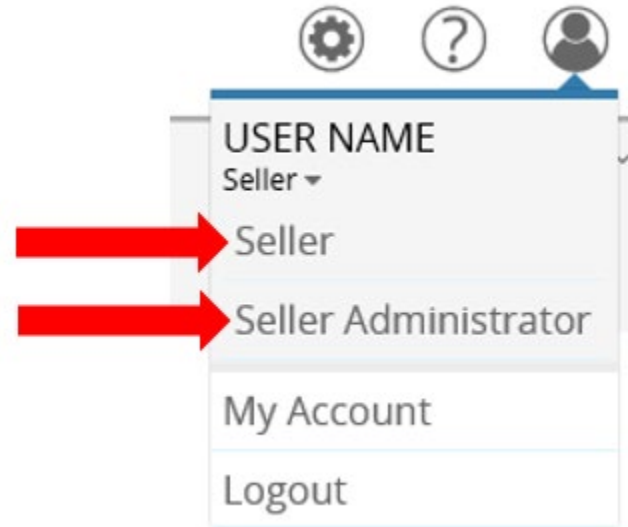 ?
USER NAME
Seller
Seller
Seller Administrator
My Account
Logout